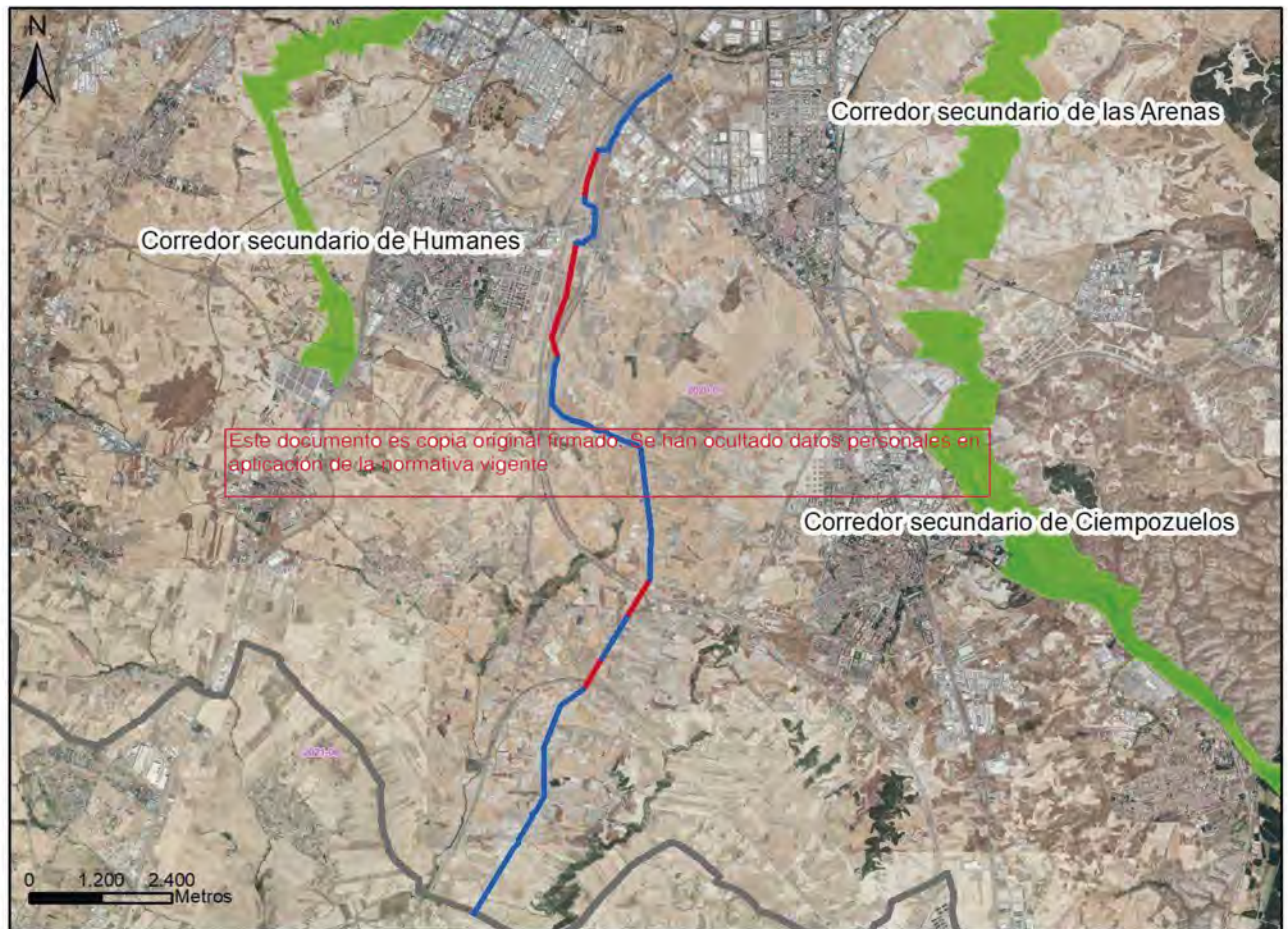 N
Corredor secundario de las Arenas
Corredor secundario de Humanes
Este documento es copia original firmado. Se han ocultado datos personales en
aplicación de la normativa vigente
Corredor secundario de Ciempozuelos
0 1.200 2.400
Metros